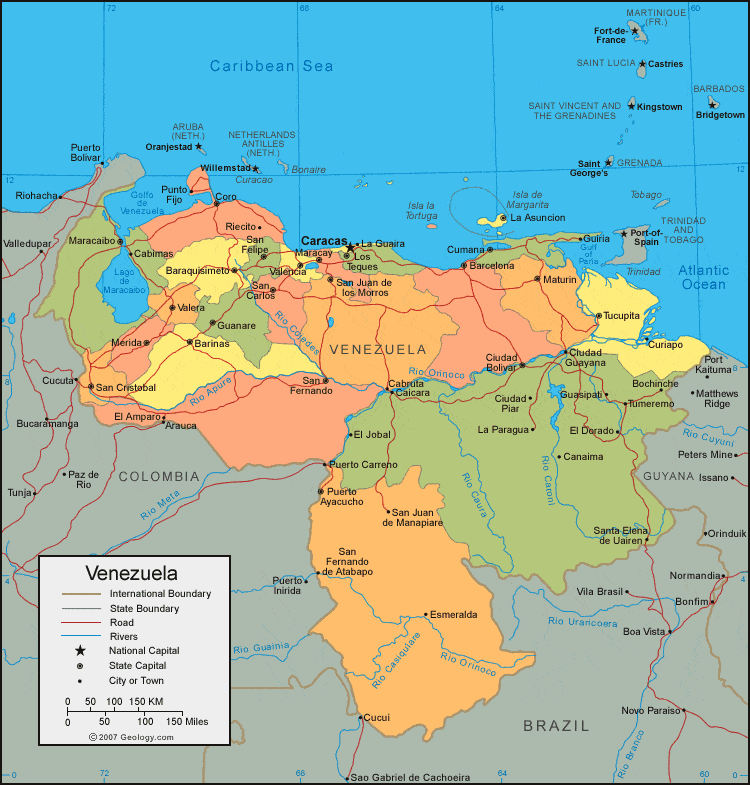 72
68
64
60
MARTINIQUE
(FR.)
Fort-de-
France
SAINT LUCIA
Castries
Caribbean Sea
BARBADOS
Bridgetown
SAINT VINCENT AND
THE GRENADINES
Kingstown
ARUBA
(NETH.)
Oranjestad
NETHERLANDS
ANTILLES
(NETH.)
Willemstad
Bonaire
Curacao
Puerto
Bolivar
Saint
George's
GRENADA
12
12
Riohacha
Punto
Fijo
Golfo
de
Venezuela
Coro
Isla la
Tortuga
Isla de
Margarita
La Asuncion
Tobago
TRINIDAD
AND
TOBAGO
Port-of-
Spain
Trinidad
Valledupar
Maracaibo
Cabimas
Riecito
San
Felipe
Caracas
La Guaira
Los
Teques
Maracay
Valencia
Cumana
Barcelona
Guiria
Gulf
of
Paria
Atlantic
Ocean
Lago
de
Maracaibo
Baraquisimeto
San
Carlos
San Juan de
los Morros
Maturin
Tucupita
Valera
Guanare
Rio Cojedes
Merida
Barinas
VENEZUELA
Curiapo
Port
Kaituma
8
8
Cucuta
San Cristobal
Rio Apure
San
Fernando
Rio Orinoco
Cabruta
Caicara
Ciudad
Bolivar
Ciudad
Guayana
Bochinche
Matthews
Ridge
Guasipati
Tumeremo
Ciudad
Piar
El Amparo
Arauca
Bucaramanga
El Jobal
La Paragua
El Dorado
Rio Cuyuni
Peters Mine
COLOMBIA
Paz de
Rio
Puerto Carreno
Canaima
GUYANA
Issano
Tunja
Rio Meta
Puerto
Ayacucho
Rio Caura
Rio Caroni
San Juan
de Manapiare
Santa Elena
de Uairen
Orinduik
San
Fernando
de Atabapo
4
4
Puerto
Inirida
Normandia
Vila Brasil
Bonfim
Esmeralda
Rio Uraricoera
Boa Vista
Rio Guainia
Rio Casiquiare
Rio Orinoco
Cucui
BRAZIL
Novo Paraiso
Rio Branco
Sao Gabriel de Cachoeira
Venezuela
International Boundary
State Boundary
Road
Rivers
National Capital
State Capital
City or Town
0 50 100 150 KM
0 50 100 150 Miles
© 2007 Geology.com
0
72
68
64
60
0